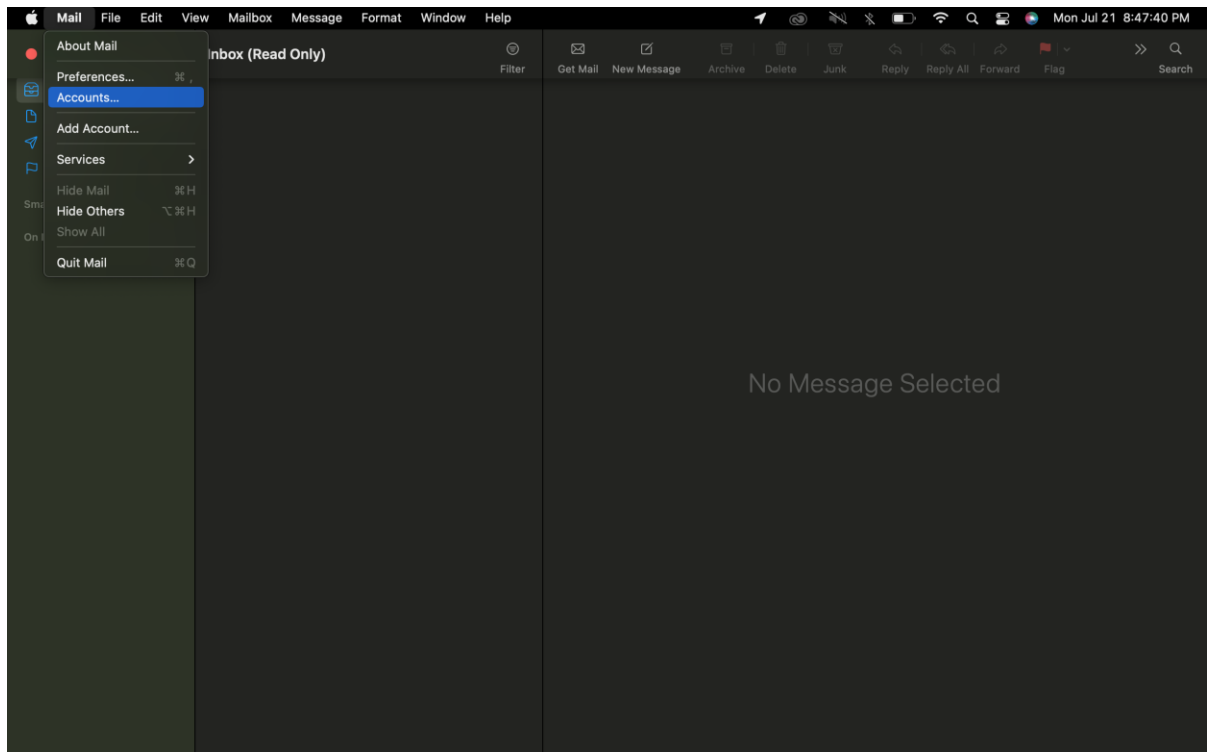 Mail File Edit View Mailbox Message Format Window Help Mon Jul 21 8:47:40 PM
About Mail
Preferences... ⌘ ,
Accounts...
Add Account...
Services
Hide Mail ⌘ H
Hide Others ⌥ ⌘ H
Show All
Quit Mail ⌘ Q
Inbox (Read Only)
Filter
Get Mail New Message Archive Delete Junk Reply Reply All Forward Flag Search
Sma
On
No Message Selected